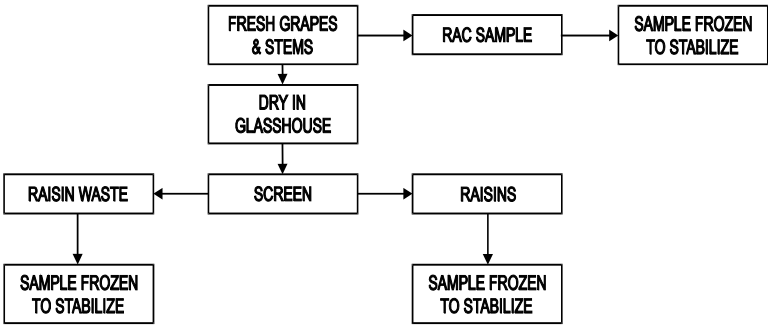 FRESH GRAPES
& STEMS
RAC SAMPLE
SAMPLE FROZEN
TO STABILIZE
DRY IN
GLASSHOUSE
RAISIN WASTE
SCREEN
RAISINS
SAMPLE FROZEN
TO STABILIZE
SAMPLE FROZEN
TO STABILIZE